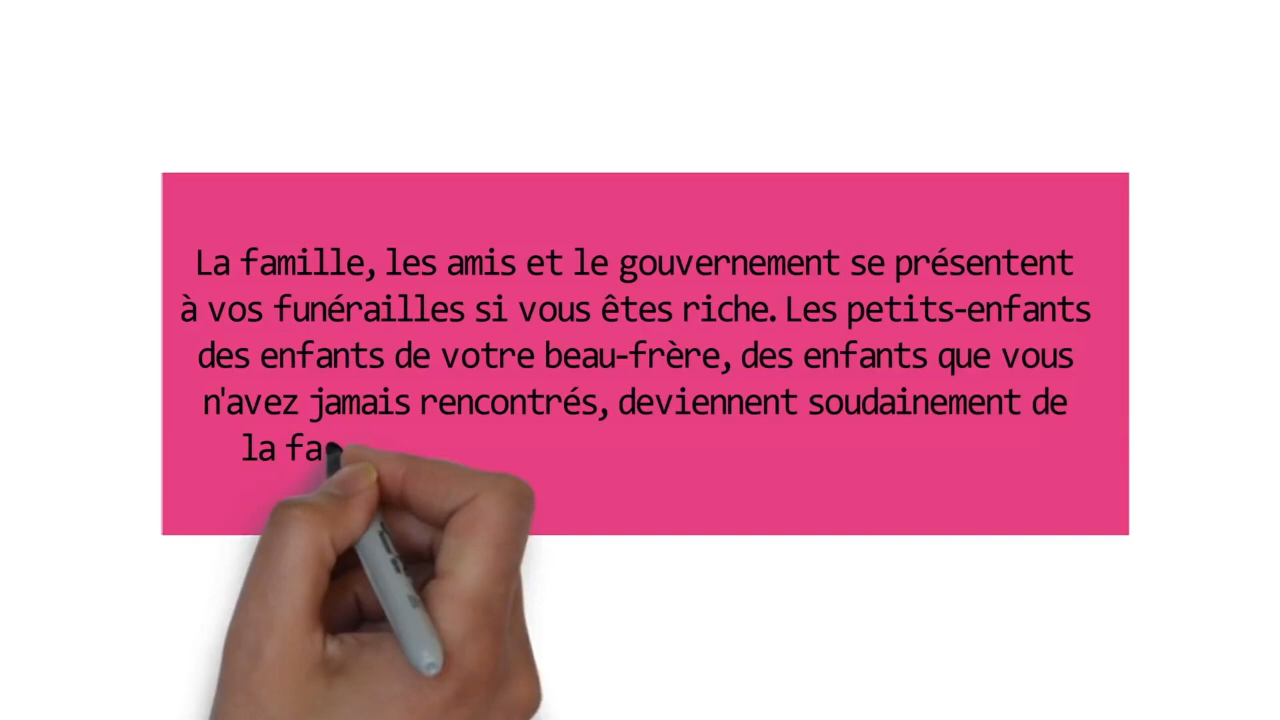 La famille, les amis et le gouvernement se présentent
à vos funérailles si vous êtes riche. Les petits-enfants
des enfants de votre beau-frère, des enfants que vous
n'avez jamais rencontrés, deviennent soudainement de
la